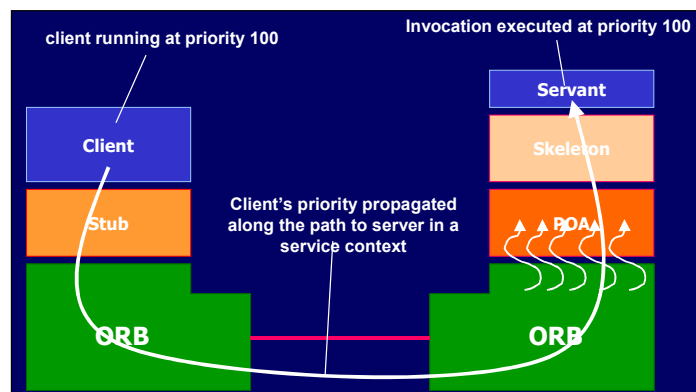 client running at priority 100
Invocation executed at priority 100
Servant
Client
Skeleton
Stub
Client's priority propagated
along the path to server in a
service context
POA
ORB
ORB